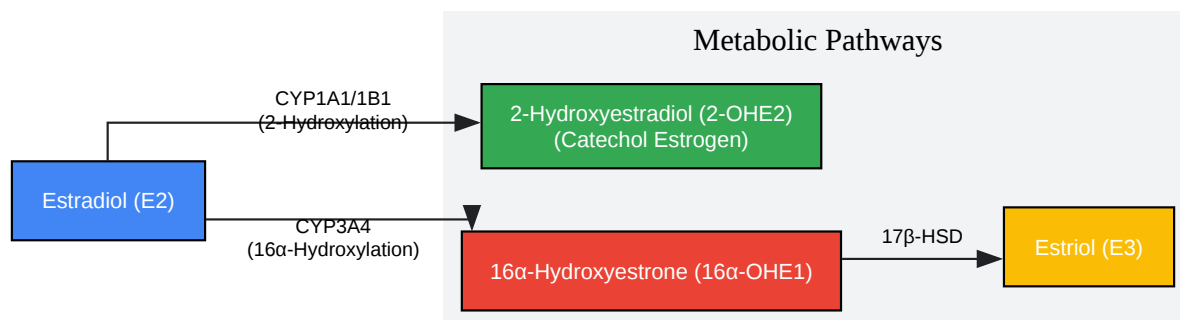 Metabolic Pathways
CYP1A1/1B1
(2-Hydroxylation)
2-Hydroxyestradiol (2-OHE2)
(Catechol Estrogen)
Estradiol (E2)
CYP3A4
(16α-Hydroxylation)
16α-Hydroxyestrone (16α-OHE1)
17β-HSD
Estriol (E3)